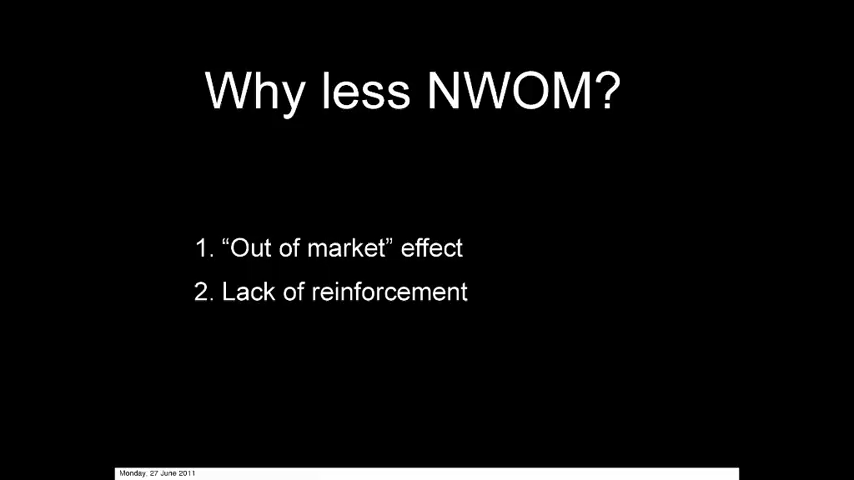 Why less NWOM?
1. “Out of market” effect
2. Lack of reinforcement
Monday, 27 June 2011